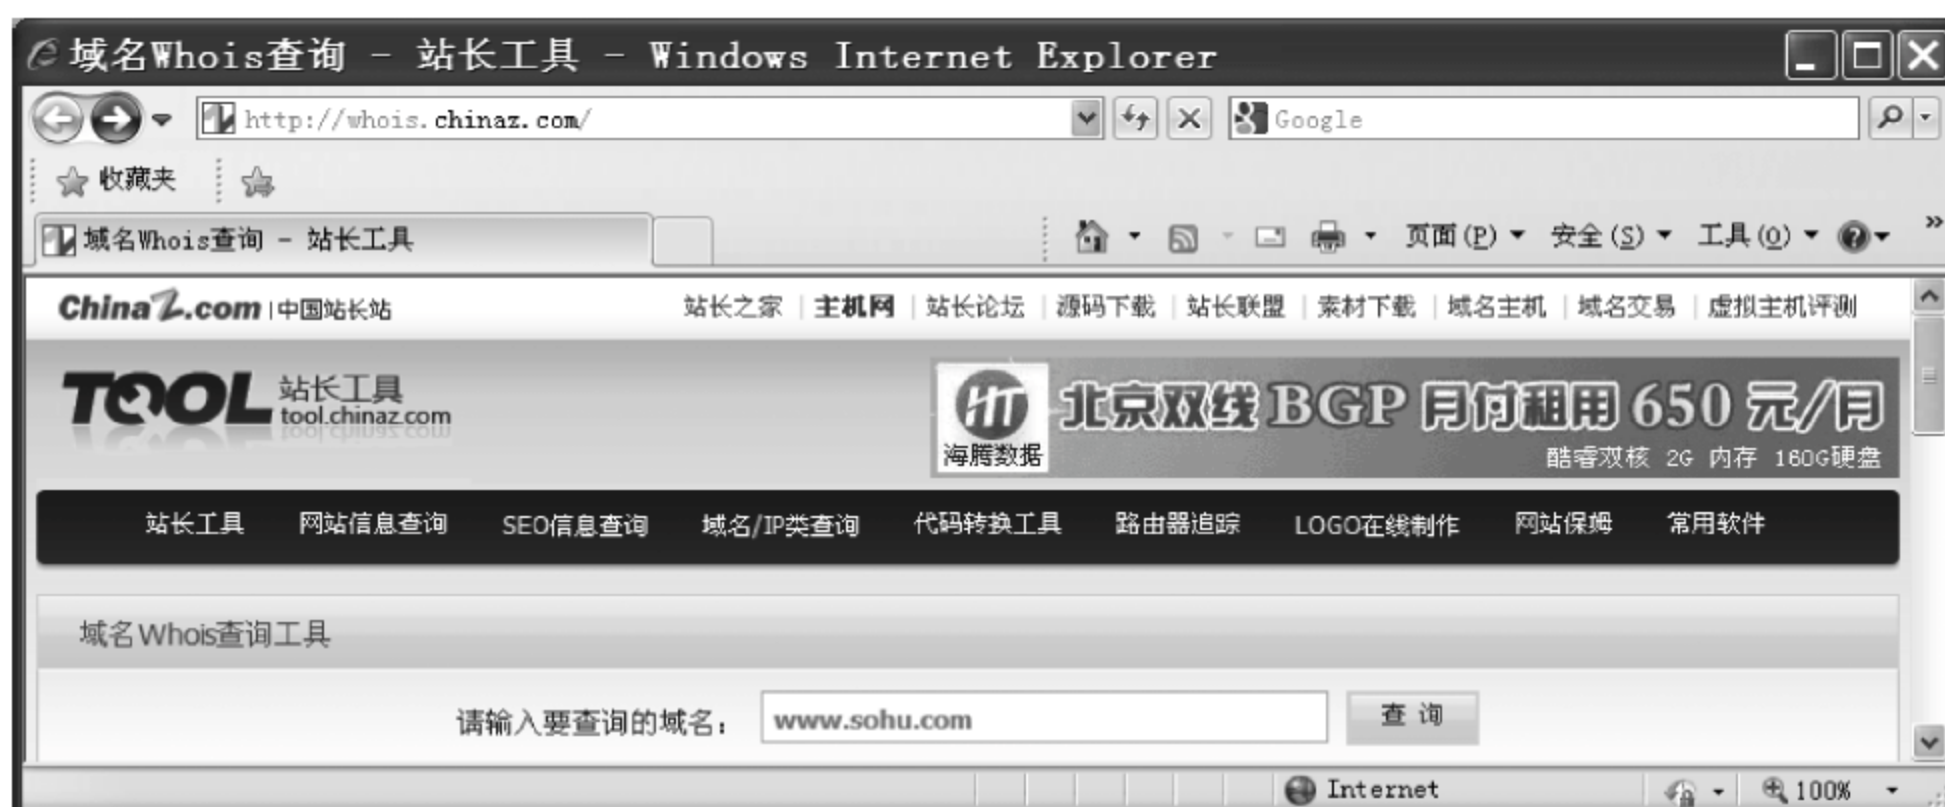 域名Whois查询 - 站长工具 - Windows Internet Explorer
http://whois.chinaz.com/ Google
收藏夹
域名Whois查询 - 站长工具 页面(P) 安全(S) 工具(O) »
ChinaZ.com | 中国站长站 站长之家 | 主机网 | 站长论坛 | 源码下载 | 站长联盟 | 素材下载 | 域名主机 | 域名交易 | 虚拟主机评测
TOOL 站长工具
tool.chinaz.com
HT 北京双线 BGP 月付租用 650 元/月
海腾数据 酷睿双核 2G 内存 160G硬盘
站长工具 网站信息查询 SEO信息查询 域名/IP类查询 代码转换工具 路由器追踪 LOGO在线制作 网站保姆 常用软件
域名Whois查询工具
请输入要查询的域名: www.sohu.com 查 询
Internet 100%